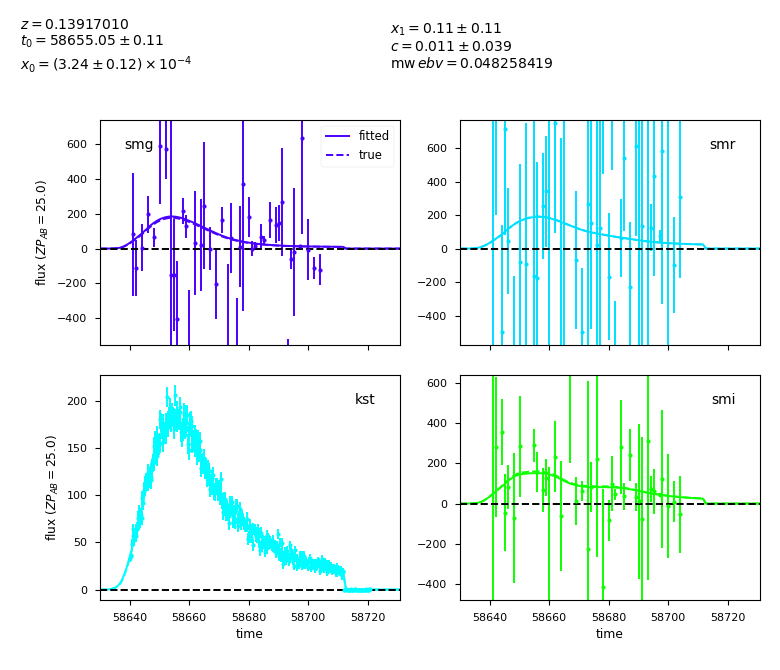 z = 0.13917010
t₀ = 58655.05 ± 0.11
x₀ = (3.24 ± 0.12) × 10⁻⁴
x₁ = 0.11 ± 0.11
c = 0.011 ± 0.039
mw ebv = 0.048258419
smg
fitted
true
flux (ZP_AB = 25.0)
600
400
200
0
−200
−400
smr
600
400
200
0
−200
−400
kst
flux (ZP_AB = 25.0)
200
150
100
50
0
58640 58660 58680 58700 58720
time
smi
600
400
200
0
−200
−400
58640 58660 58680 58700 58720
time